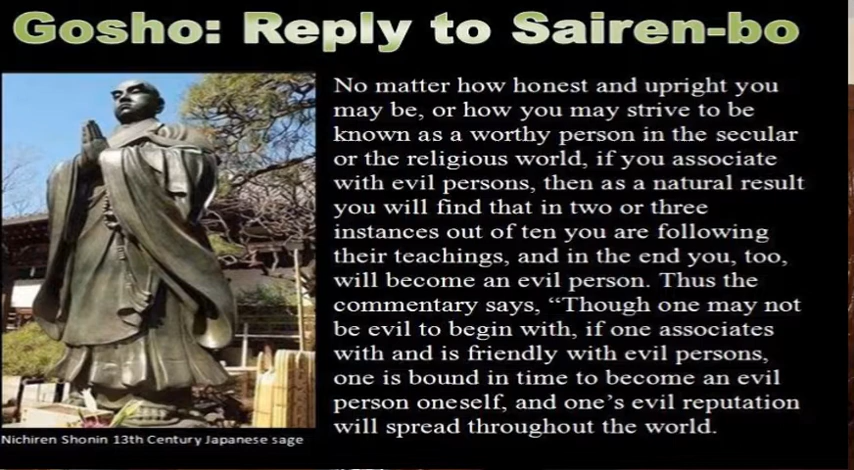 Gosho: Reply to Sairen-bo
No matter how honest and upright you
may be, or how you may strive to be
known as a worthy person in the secular
or the religious world, if you associate
with evil persons, then as a natural result
you will find that in two or three
instances out of ten you are following
their teachings, and in the end you, too,
will become an evil person. Thus the
commentary says, “Though one may not
be evil to begin with, if one associates
with and is friendly with evil persons,
one is bound in time to become an evil
person oneself, and one’s evil reputation
will spread throughout the world.
Nichiren Shonin 13th Century Japanese sage